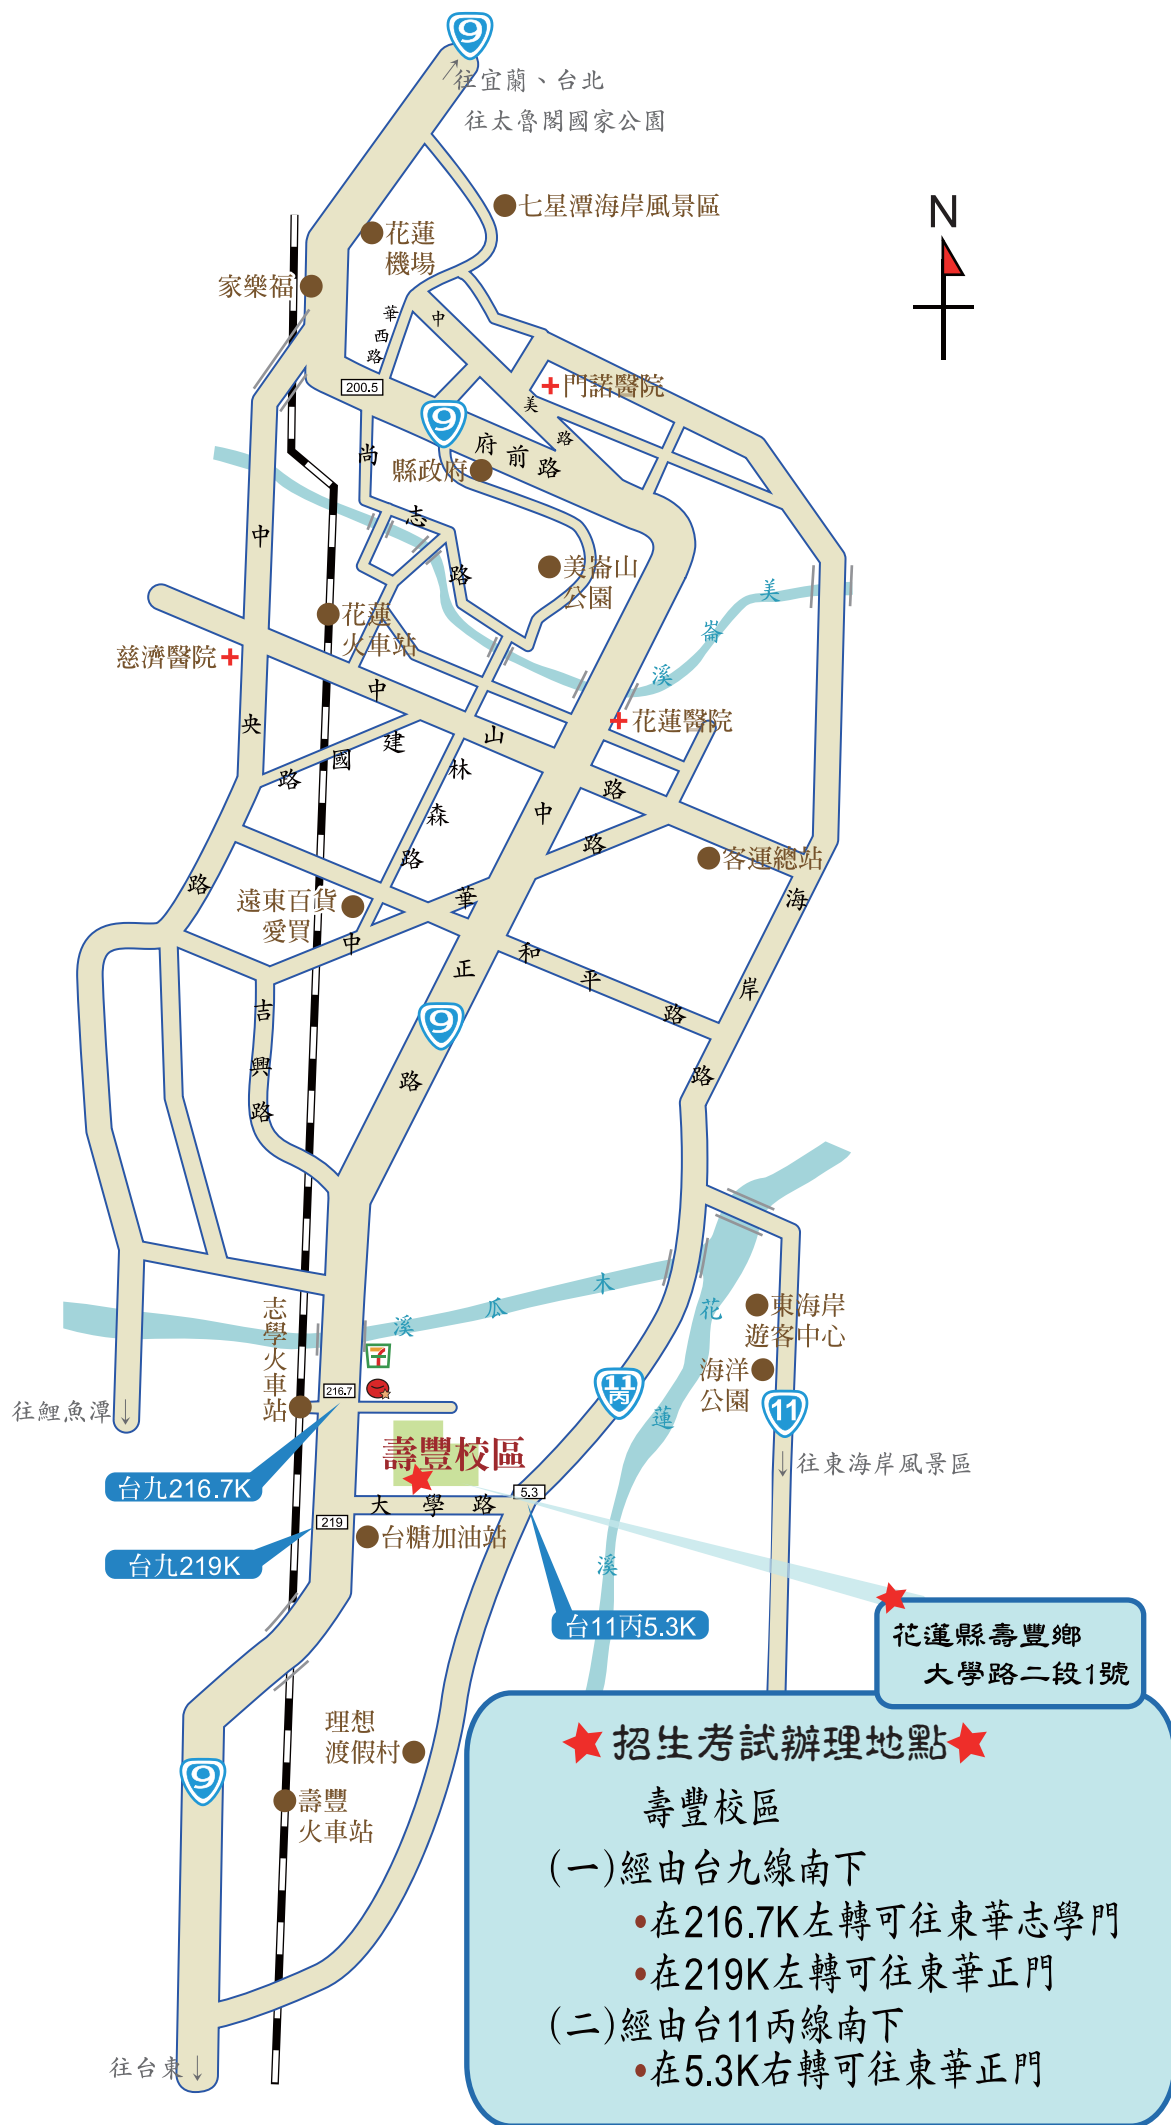 9
往宜蘭、台北
往太魯閣國家公園
七星潭海岸風景區
N
花蓮
機場
家樂福
華西路
中美路
200.5
門諾醫院
9
府前路
尚志路
縣政府
中央路
美崙山
公園
美崙溪
花蓮
火車站
慈濟醫院
花蓮醫院
中山路
建國路
林森路
中華路
中正路
客運總站
遠東百貨
愛買
海岸路
和平路
吉興路
9
木瓜溪
花蓮溪
東海岸
遊客中心
海洋
公園
志學火車站
216.7
11
丙
11
往鯉魚潭
往東海岸風景區
壽豐校區
台九216.7K
大學路
5.3
219
台糖加油站
台九219K
台11丙5.3K
花蓮縣壽豐鄉
大學路二段1號
理想
渡假村
9
壽豐
火車站
往台東
招生考試辦理地點
壽豐校區
(一)經由台九線南下
•在216.7K左轉可往東華志學門
•在219K左轉可往東華正門
(二)經由台11丙線南下
•在5.3K右轉可往東華正門